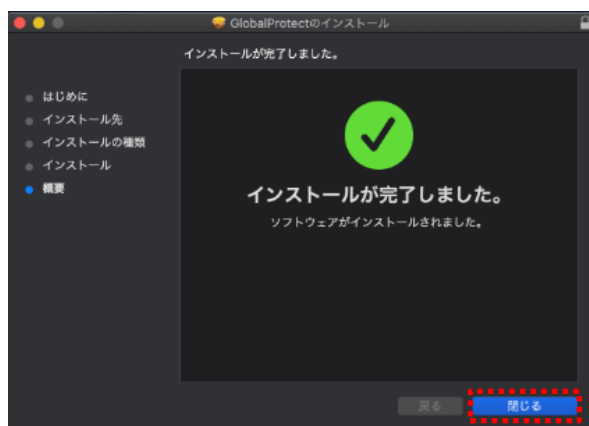 GlobalProtectのインストール
インストールが完了しました。
はじめに
インストール先
インストールの種類
インストール
概要
インストールが完了しました。
ソフトウェアがインストールされました。
戻る
閉じる